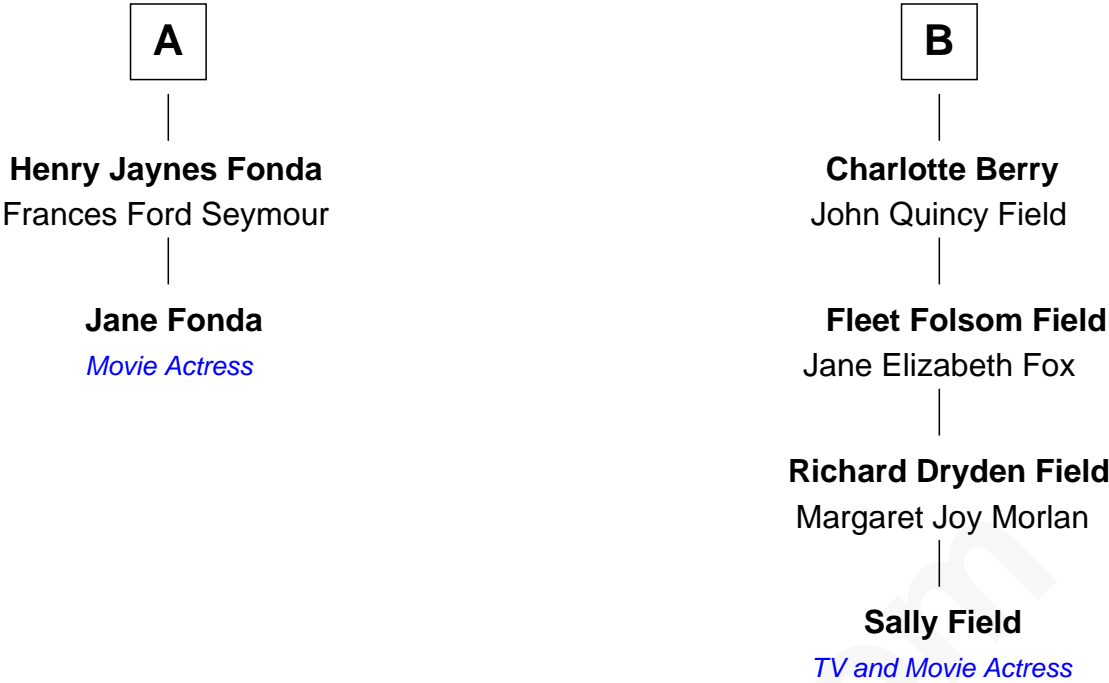 A
Henry Jaynes Fonda
Frances Ford Seymour
Jane Fonda
Movie Actress
B
Charlotte Berry
John Quincy Field
Fleet Folsom Field
Jane Elizabeth Fox
Richard Dryden Field
Margaret Joy Morlan
Sally Field
TV and Movie Actress